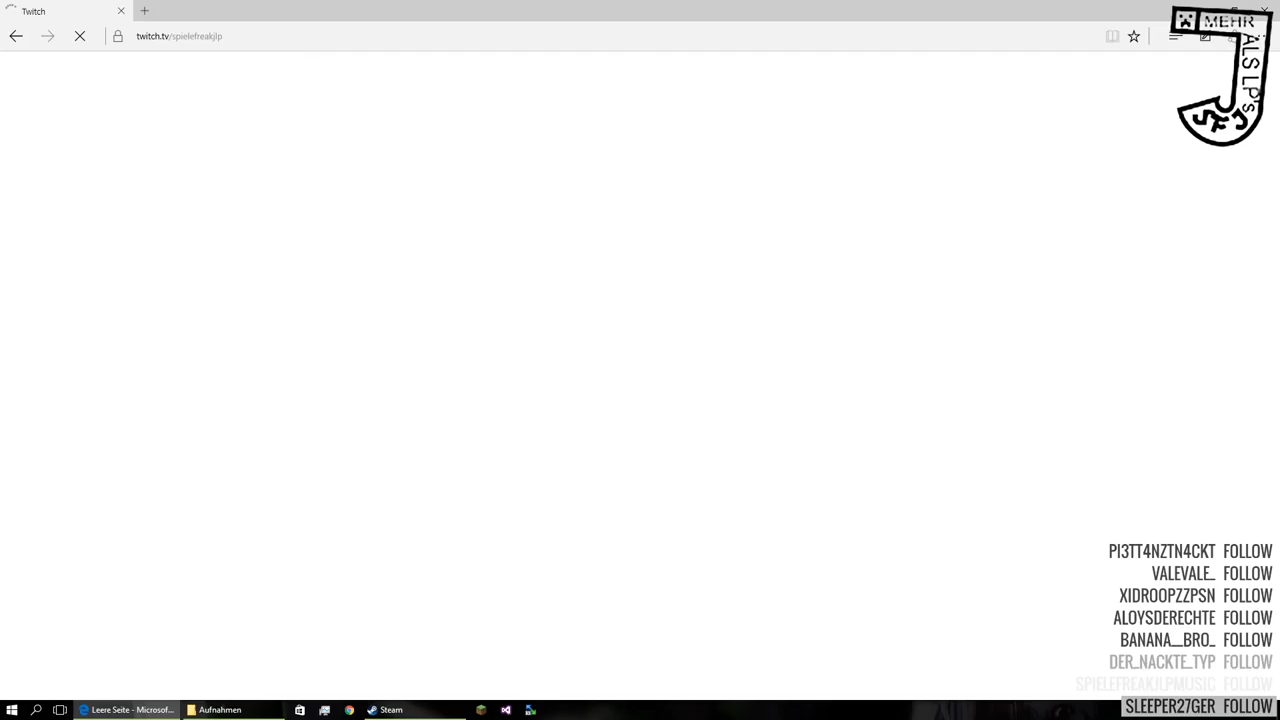 Twitch
twitch.tv/spielefreakjlp
MEHR
ALS LP's
SFJ
PI3TT4NZTN4CKT FOLLOW
VALEVALE_ FOLLOW
XIDROOPZZPSN FOLLOW
ALOYSDERECHTE FOLLOW
BANANA__BRO_ FOLLOW
DER_NACKTE_TYP FOLLOW
SPIELEFREAKJLPMUSIC FOLLOW
SLEEPER27GER FOLLOW
Leere Seite - Microsof... Aufnahmen Steam